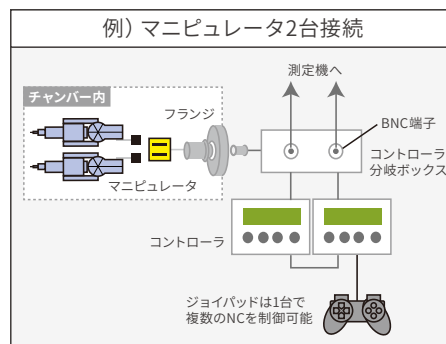 例）マニピュレータ2台接続
測定機へ
チャンバー内
フランジ
BNC端子
コントローラ
分岐ボックス
マニピュレータ
コントローラ
ジョイパッドは1台で
複数のNCを制御可能